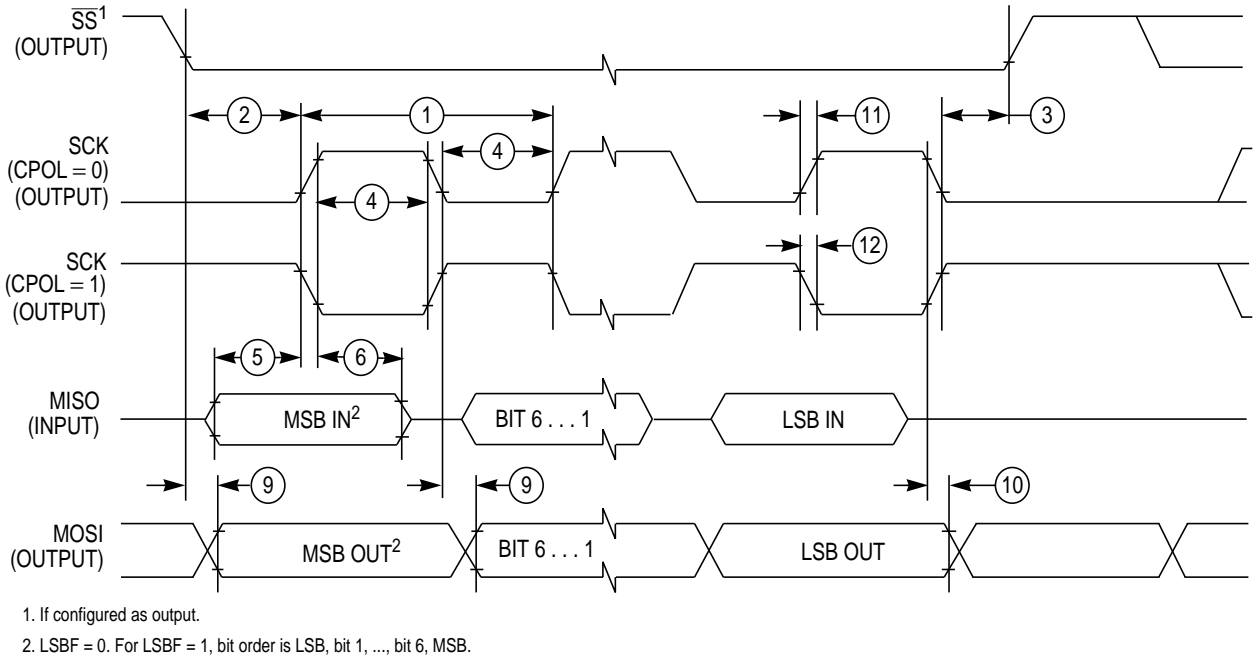 SS1
(OUTPUT)
2
1
11
3
SCK
(CPOL = 0)
(OUTPUT)
4
4
12
SCK
(CPOL = 1)
(OUTPUT)
5
6
MISO
(INPUT)
MSB IN2
BIT 6 . . . 1
LSB IN
9
9
10
MOSI
(OUTPUT)
MSB OUT2
BIT 6 . . . 1
LSB OUT
1. If configured as output.
2. LSBF = 0. For LSBF = 1, bit order is LSB, bit 1, ..., bit 6, MSB.